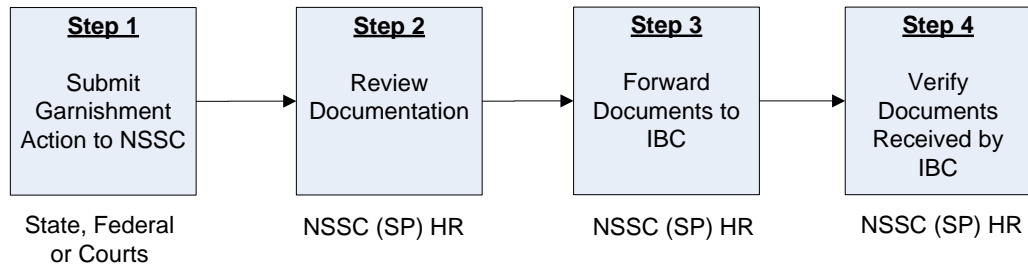 Step 1
Submit
Garnishment
Action to NSSC
State, Federal
or Courts
Step 2
Review
Documentation
NSSC (SP) HR
Step 3
Forward
Documents to
IBC
NSSC (SP) HR
Step 4
Verify
Documents
Received by
IBC
NSSC (SP) HR